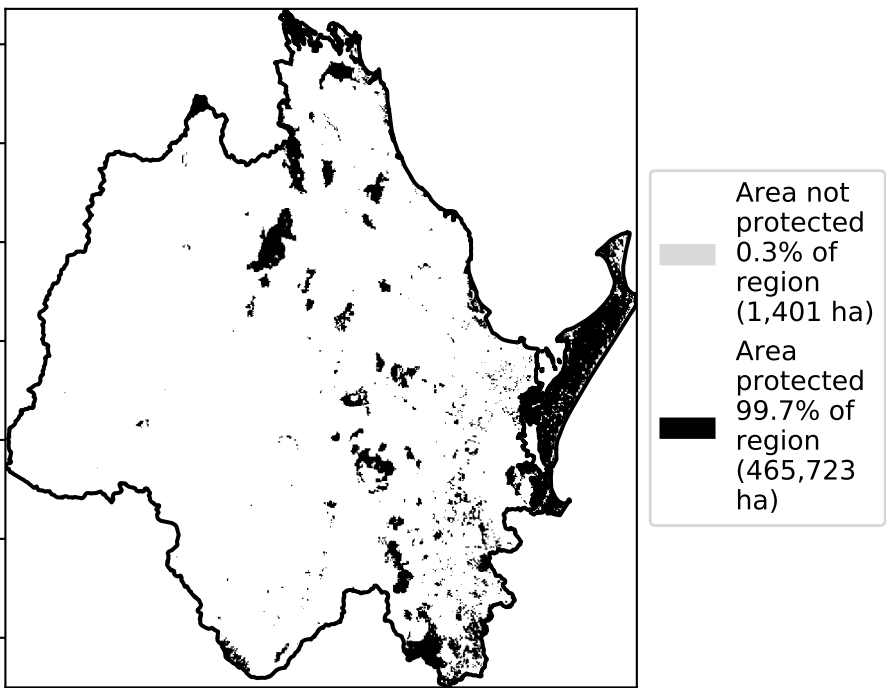 Area not
protected
0.3% of
region
(1,401 ha)
Area
protected
99.7% of
region
(465,723
ha)